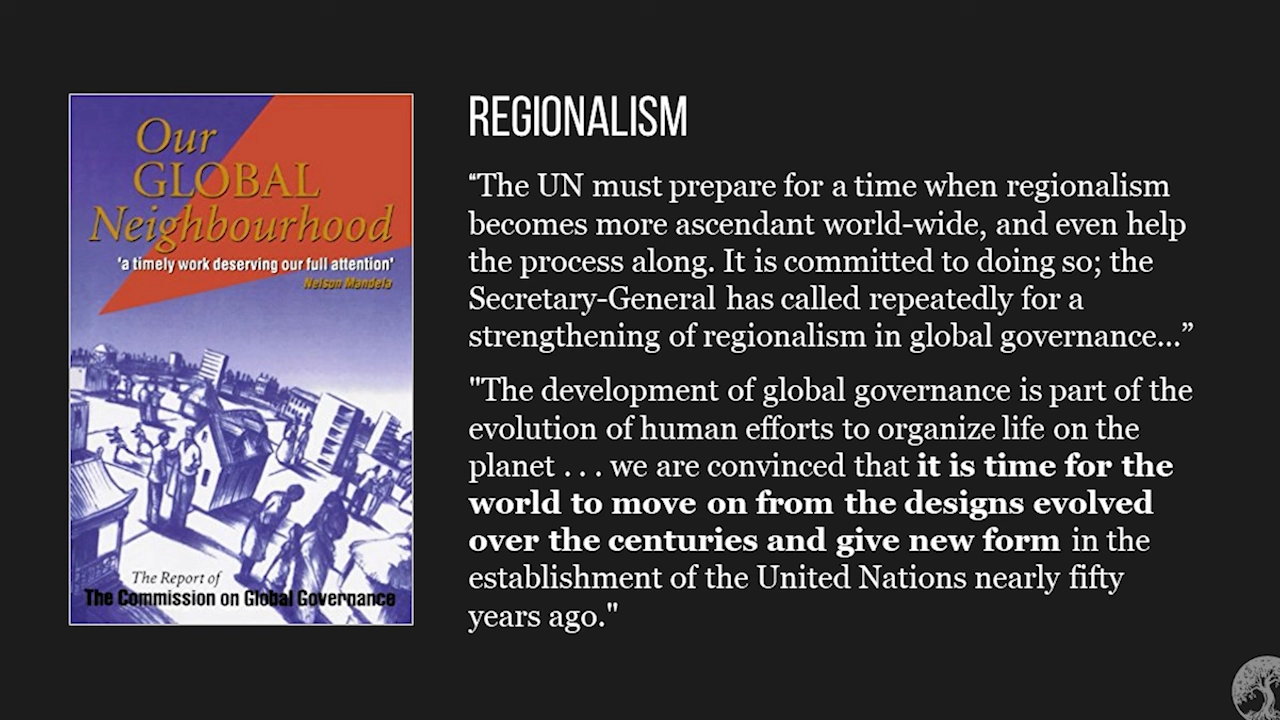 Our
GLOBAL
Neighbourhood
'a timely work deserving our full attention'
Nelson Mandela
The Report of
The Commission on Global Governance
REGIONALISM
“The UN must prepare for a time when regionalism
becomes more ascendant world-wide, and even help
the process along. It is committed to doing so; the
Secretary-General has called repeatedly for a
strengthening of regionalism in global governance...”
"The development of global governance is part of the
evolution of human efforts to organize life on the
planet . . . we are convinced that it is time for the
world to move on from the designs evolved
over the centuries and give new form in the
establishment of the United Nations nearly fifty
years ago."